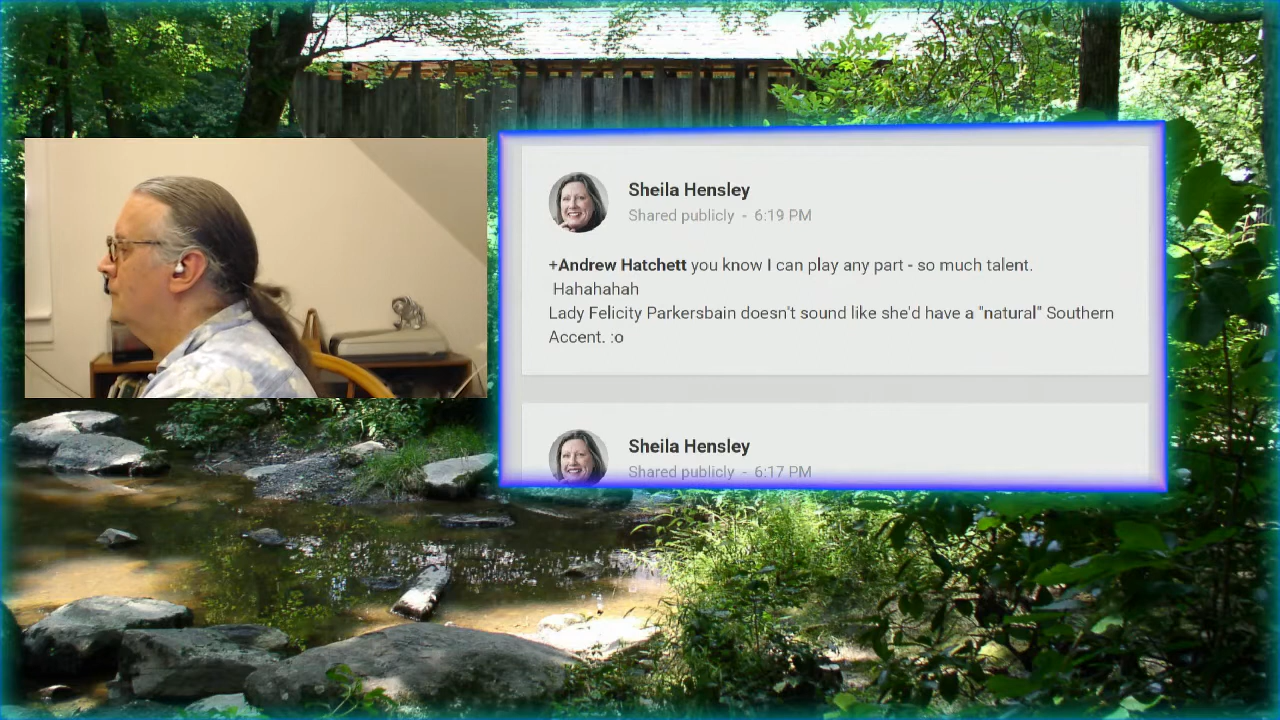 Sheila Hensley
Shared publicly - 6:19 PM
+Andrew Hatchett you know I can play any part - so much talent.
Hahahahah
Lady Felicity Parkersbain doesn't sound like she'd have a "natural" Southern
Accent. :o
Sheila Hensley
Shared publicly - 6:17 PM